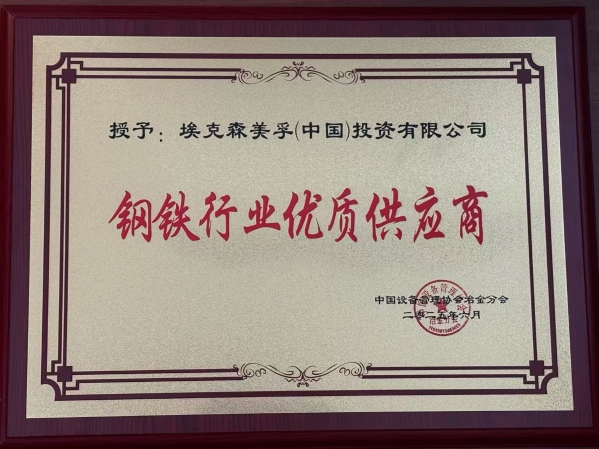 授予：埃克森美孚(中国)投资有限公司
钢铁行业优质供应商
中国设备管理协会冶金分会
二〇二五年六月